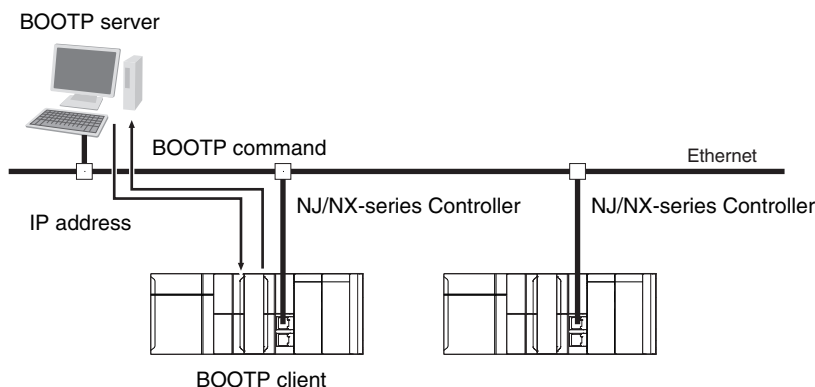 BOOTP server
BOOTP command
Ethernet
IP address
NJ/NX-series Controller
NJ/NX-series Controller
BOOTP client